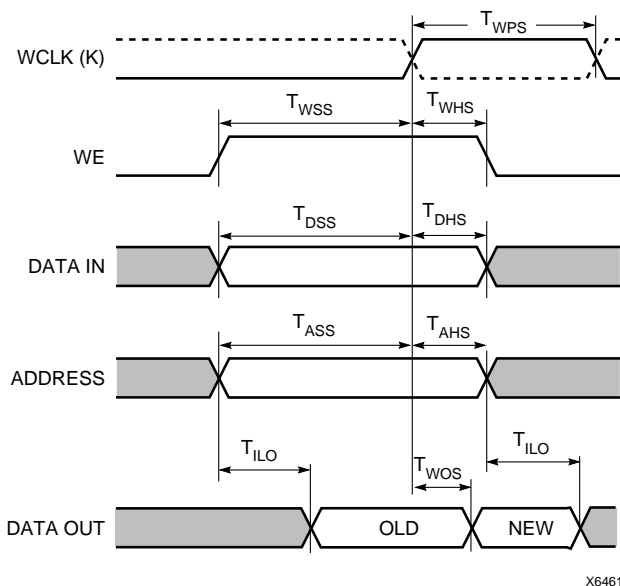 T_WPS
WCLK (K)
T_WSS T_WHS
WE
T_DSS T_DHS
DATA IN
T_ASS T_AHS
ADDRESS
T_ILO T_WOS T_ILO
DATA OUT OLD NEW
X6461